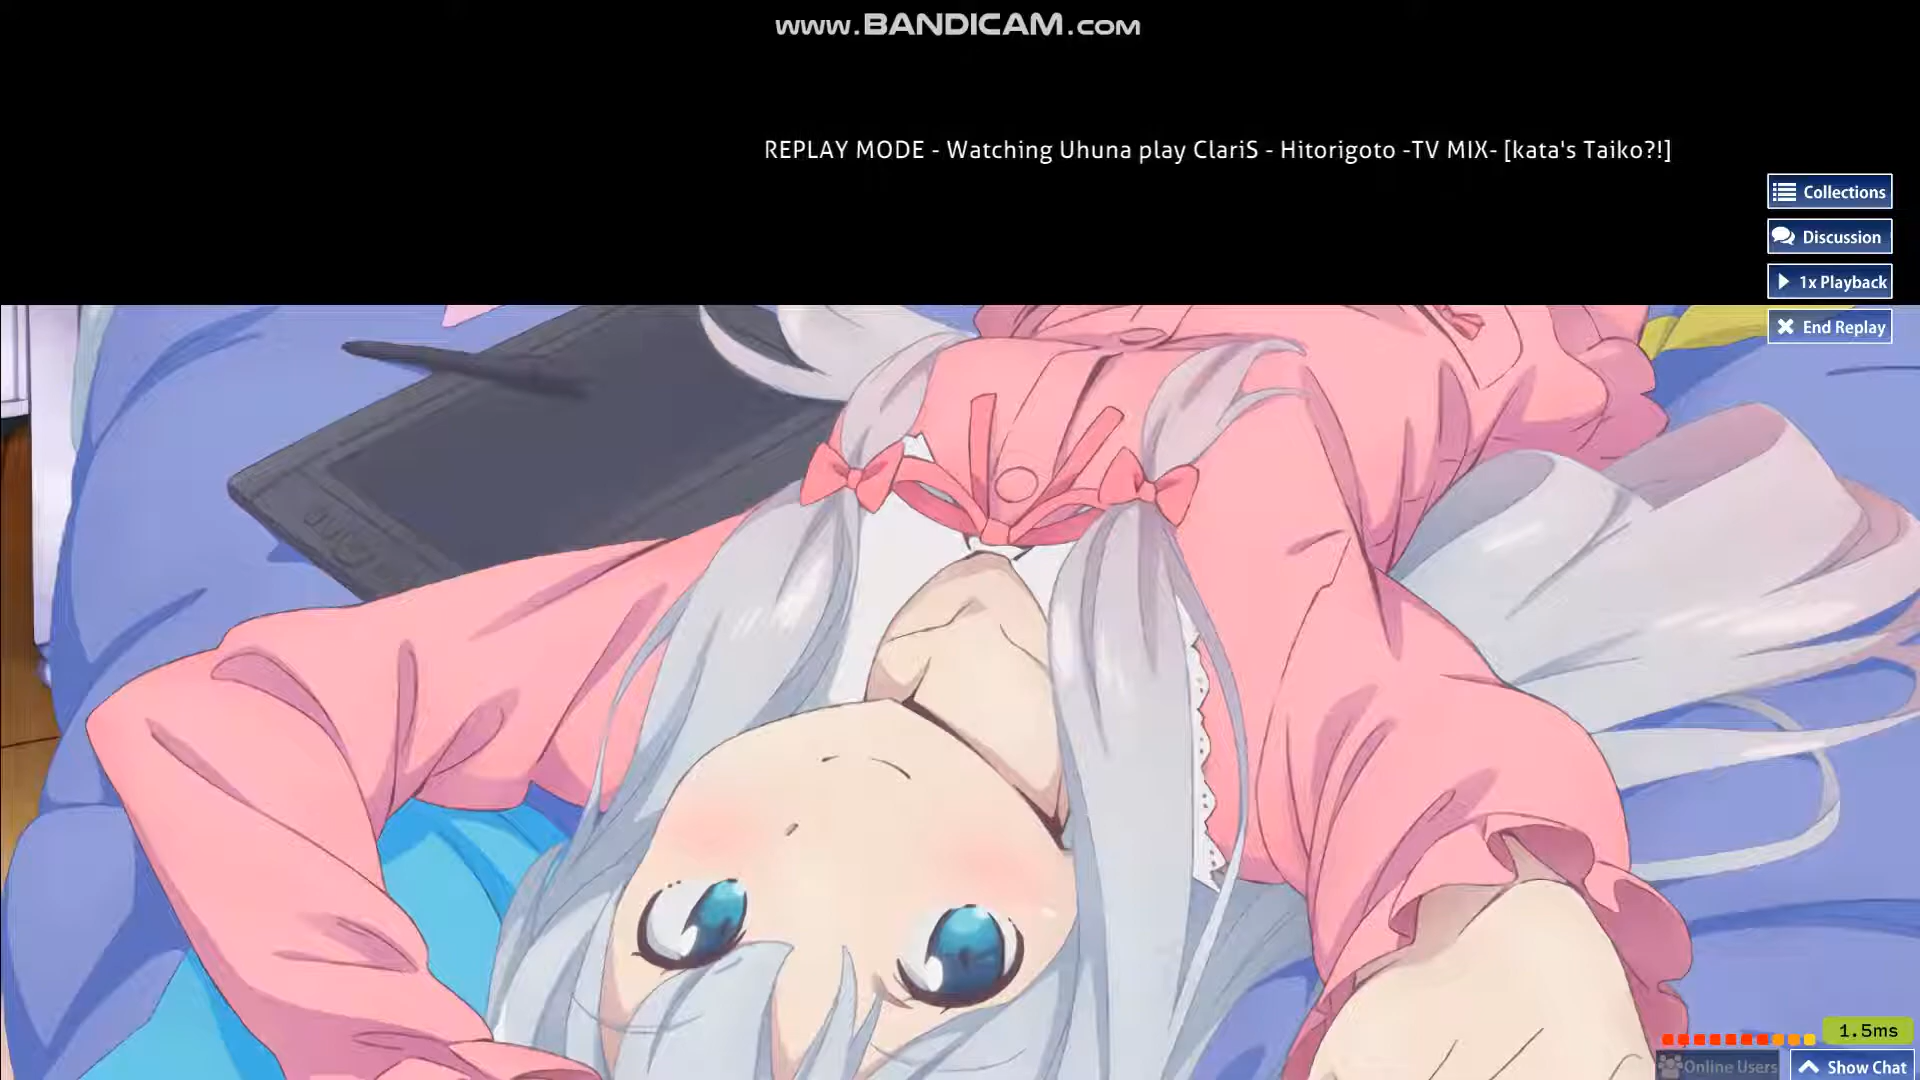 www.BANDICAM.COM
REPLAY MODE - Watching Uhuna play ClariS - Hitorigoto -TV MIX- [kata's Taiko?!]
Collections
Discussion
1x Playback
End Replay
1.5ms
Online Users
Show Chat